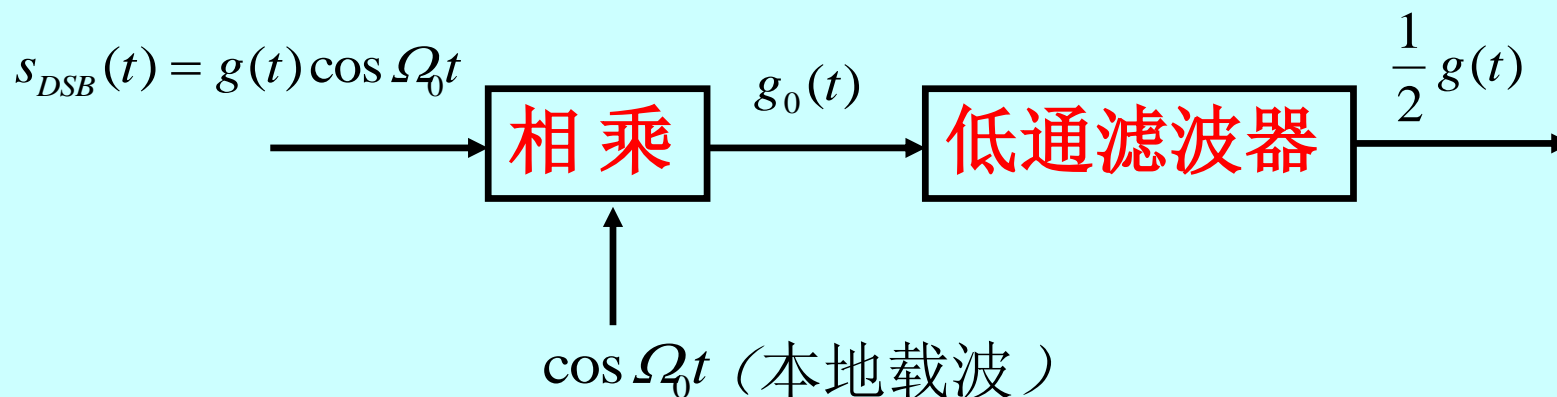 s_DSB(t) = g(t) cos Ω₀t
相乘
g₀(t)
低通滤波器
1/2 g(t)
cos Ω₀t（本地载波）